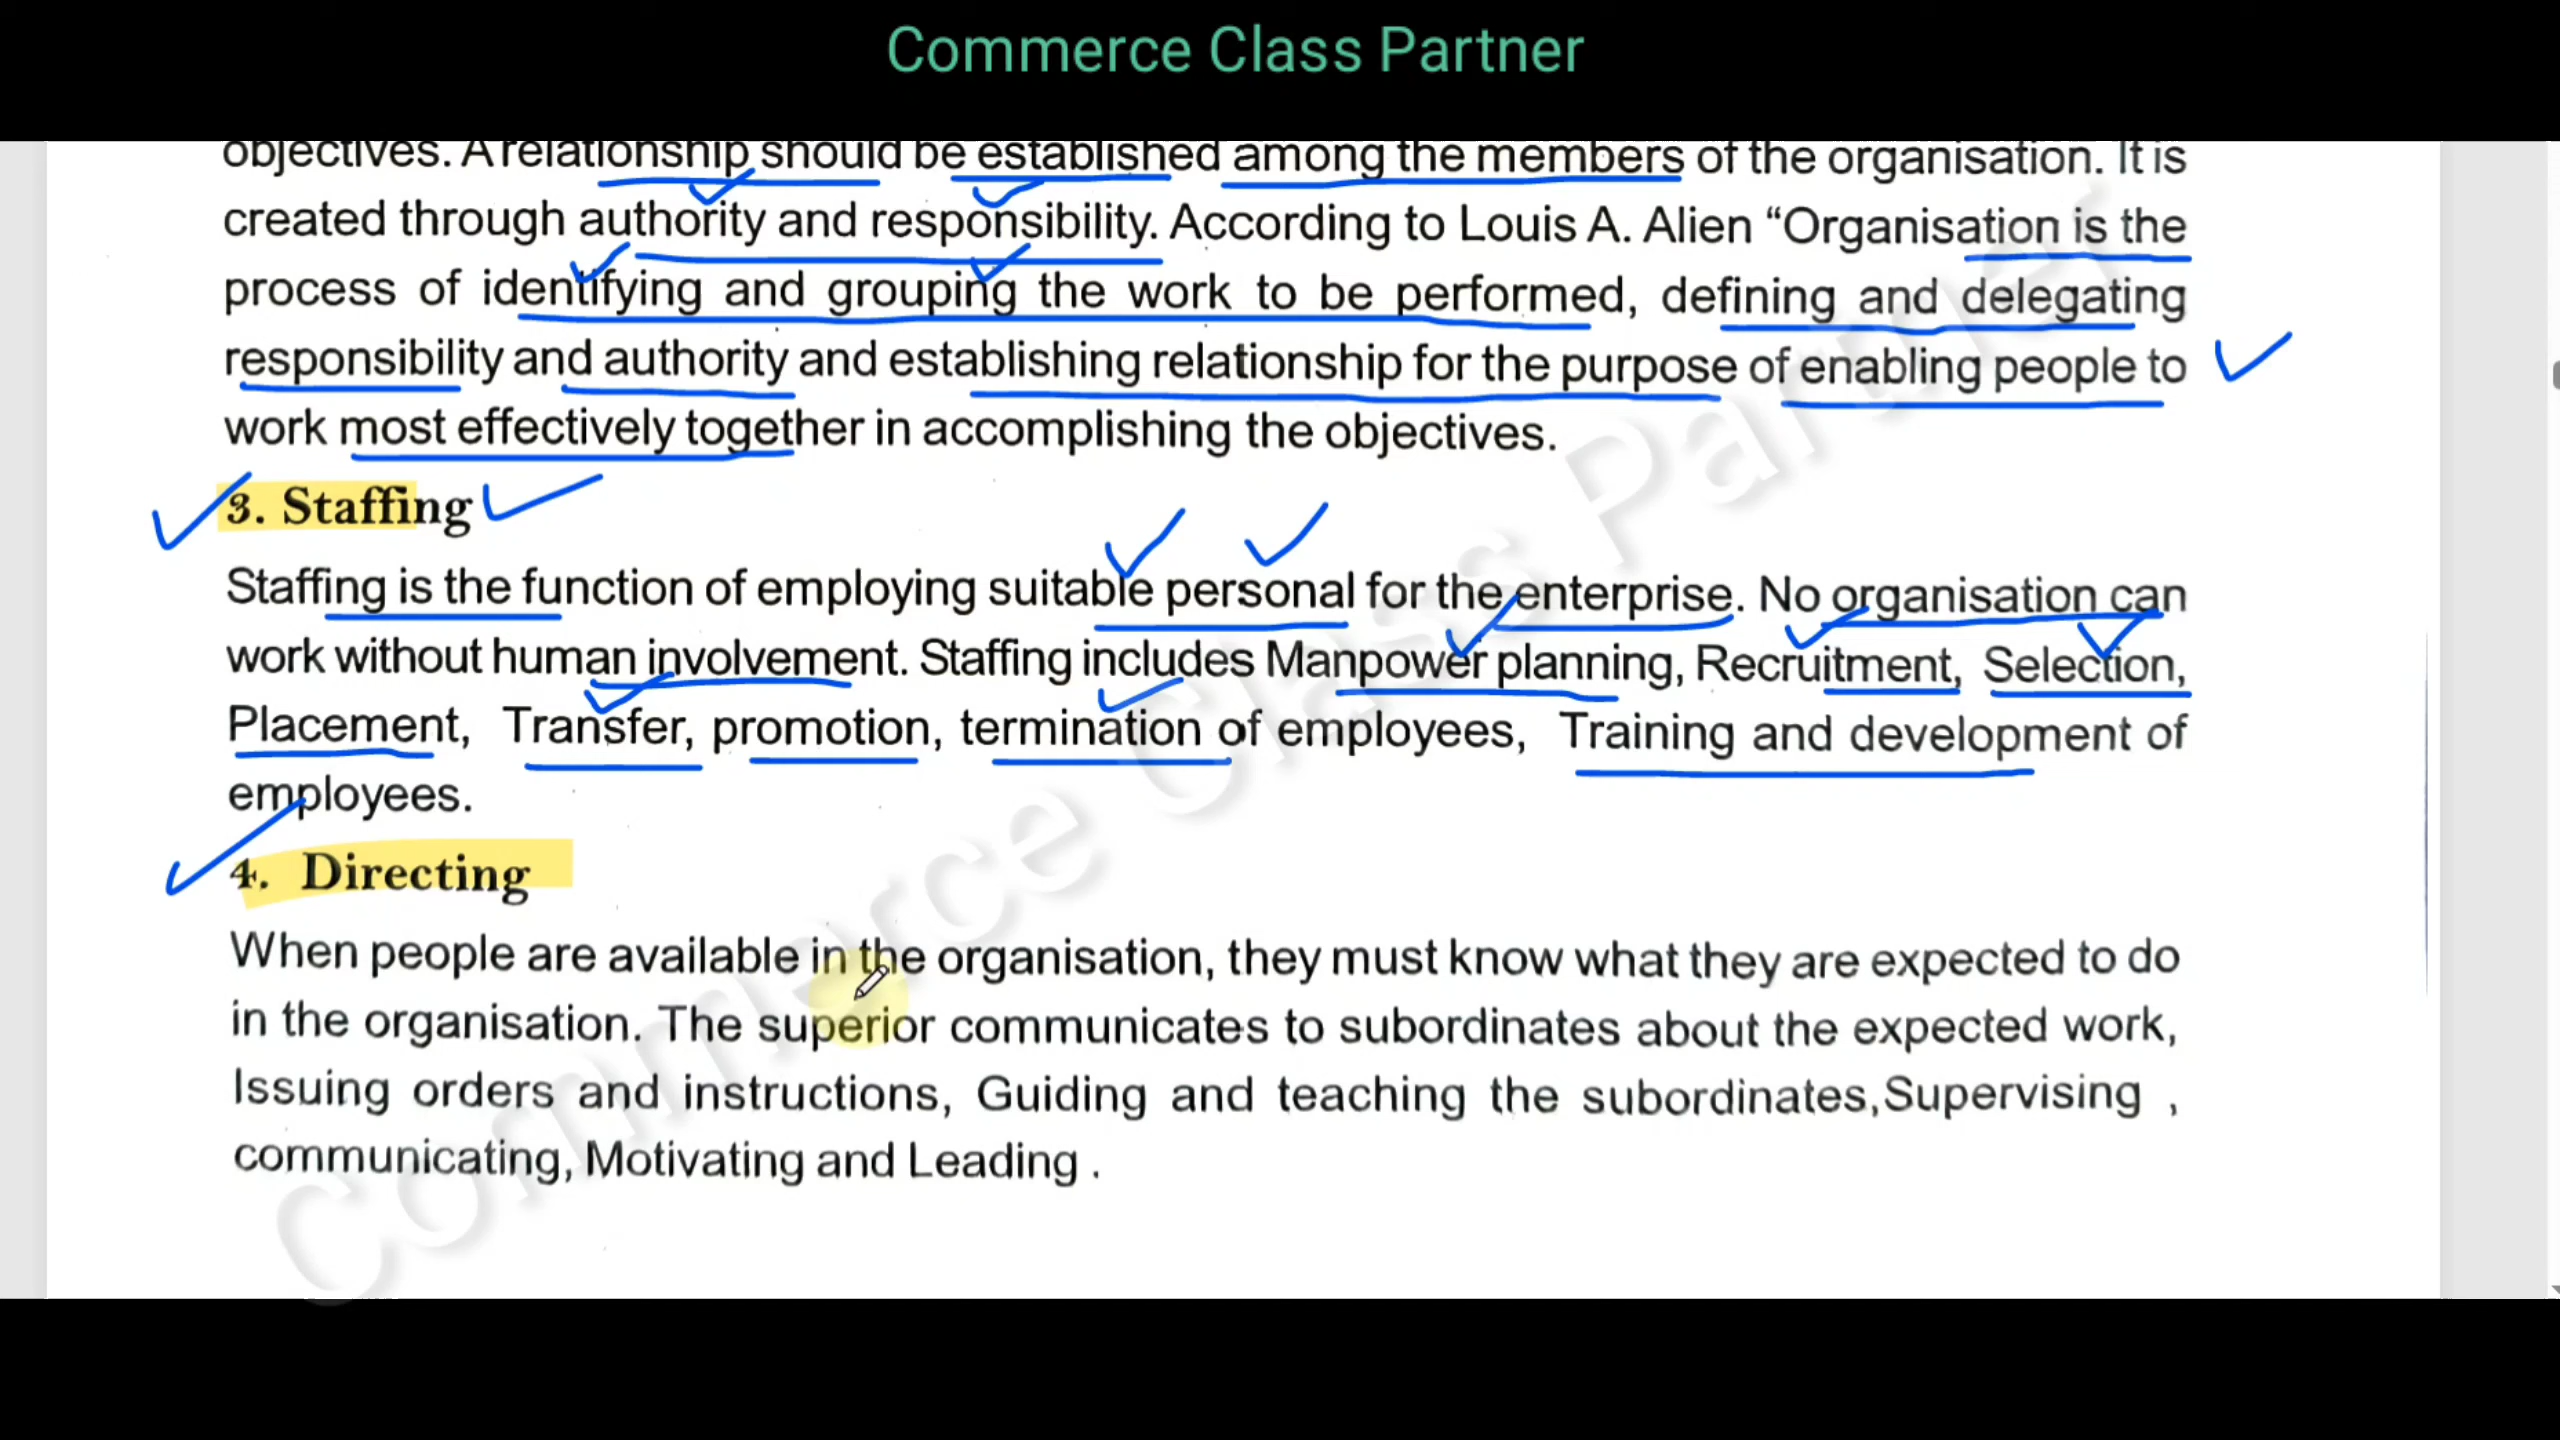 Commerce Class Partner
objectives. A relationship should be established among the members of the organisation. It is
created through authority and responsibility. According to Louis A. Alien “Organisation is the
process of identifying and grouping the work to be performed, defining and delegating
responsibility and authority and establishing relationship for the purpose of enabling people to
work most effectively together in accomplishing the objectives.
3. Staffing
Staffing is the function of employing suitable personal for the enterprise. No organisation can
work without human involvement. Staffing includes Manpower planning, Recruitment, Selection,
Placement, Transfer, promotion, termination of employees, Training and development of
employees.
4. Directing
When people are available in the organisation, they must know what they are expected to do
in the organisation. The superior communicates to subordinates about the expected work,
Issuing orders and instructions, Guiding and teaching the subordinates,Supervising ,
communicating, Motivating and Leading .
Commerce Class Partner